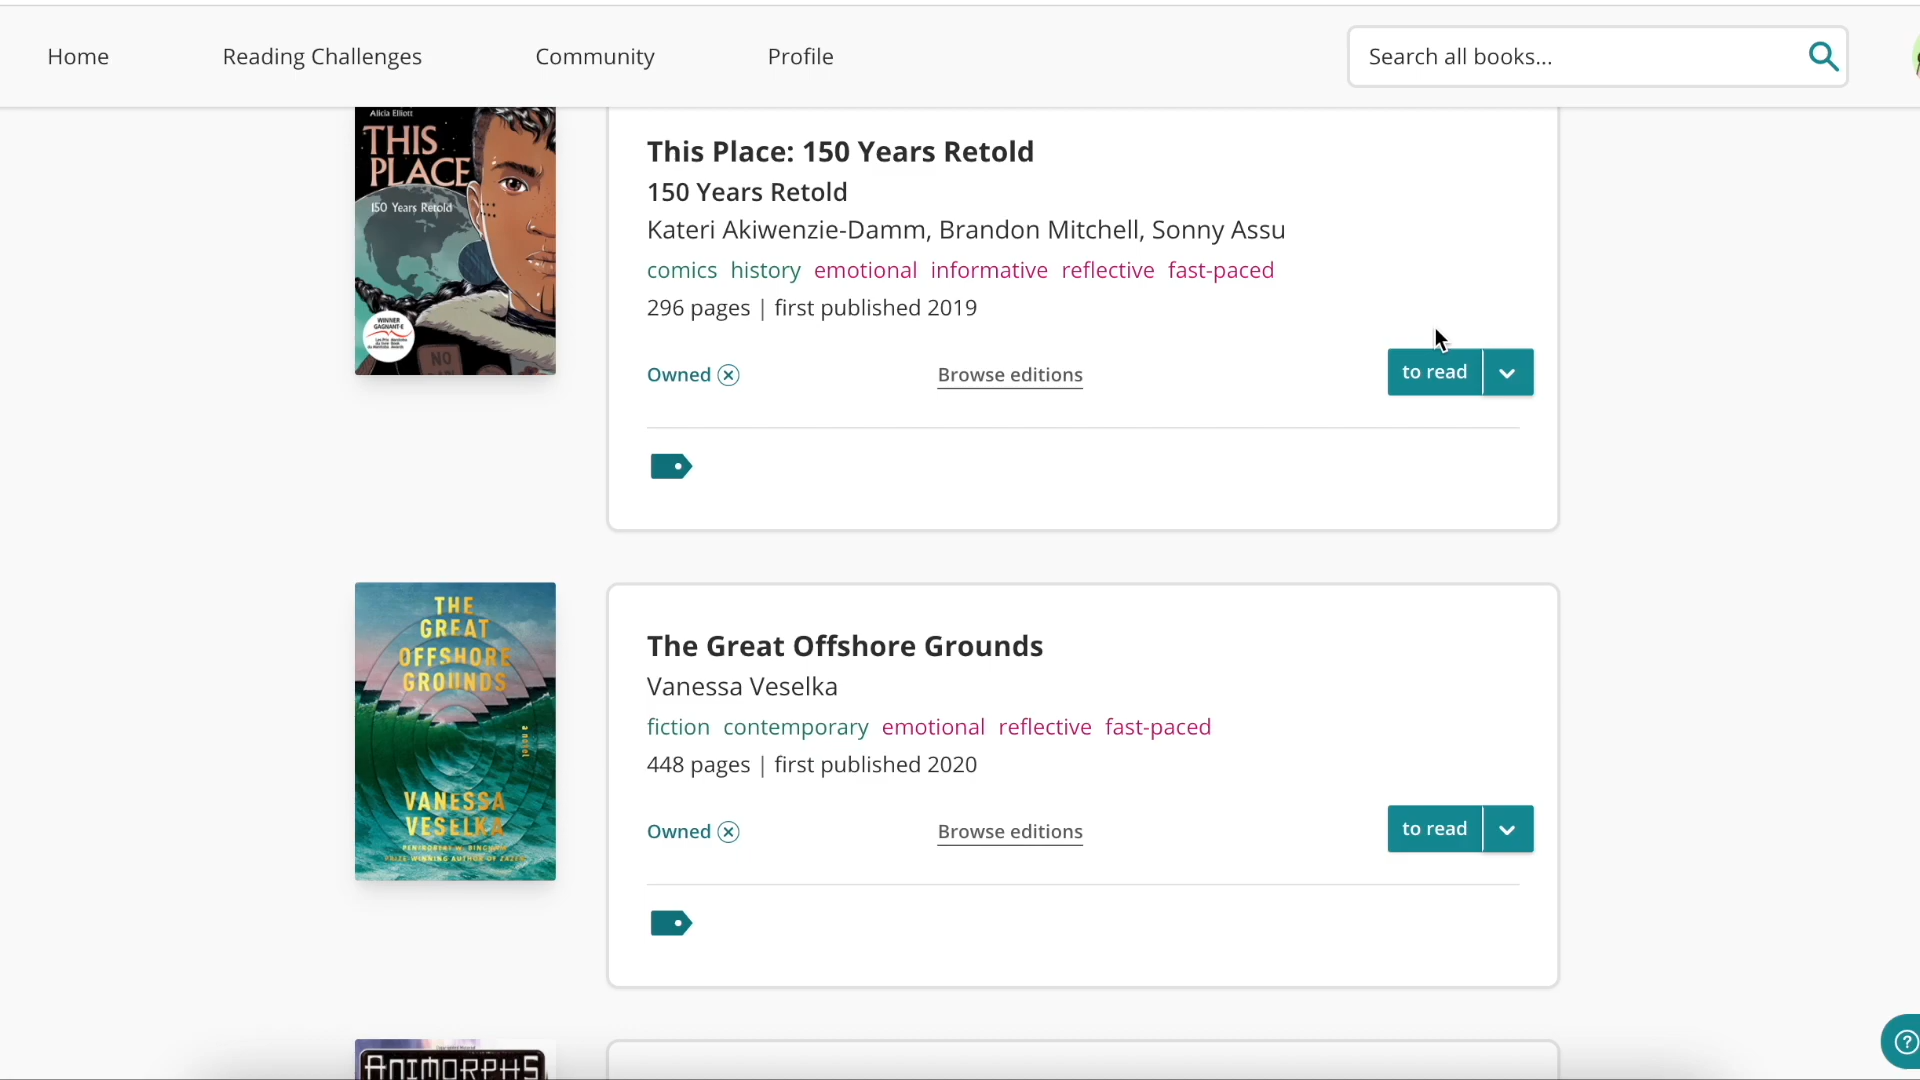 Home
Reading Challenges
Community
Profile
Search all books...
Alicia Elliott
THIS
PLACE
150 Years Retold
WINNER
GAGNANT·E
NO
This Place: 150 Years Retold
150 Years Retold
Kateri Akiwenzie-Damm, Brandon Mitchell, Sonny Assu
comics history emotional informative reflective fast-paced
296 pages | first published 2019
Owned
Browse editions
to read
THE
GREAT
OFFSHORE
GROUNDS
a novel
VANESSA
VESELKA
The Great Offshore Grounds
Vanessa Veselka
fiction contemporary emotional reflective fast-paced
448 pages | first published 2020
Owned
Browse editions
to read
ANIMORPHS
?